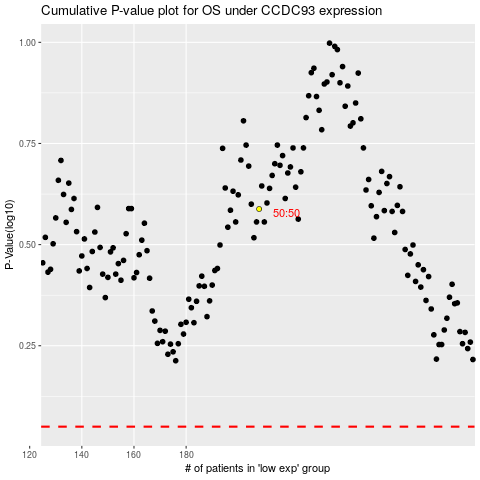 Cumulative P-value plot for OS under CCDC93 expression
P-Value(log10)
1.00
0.75
0.50
0.25
50:50
120 140 160 180
# of patients in 'low exp' group